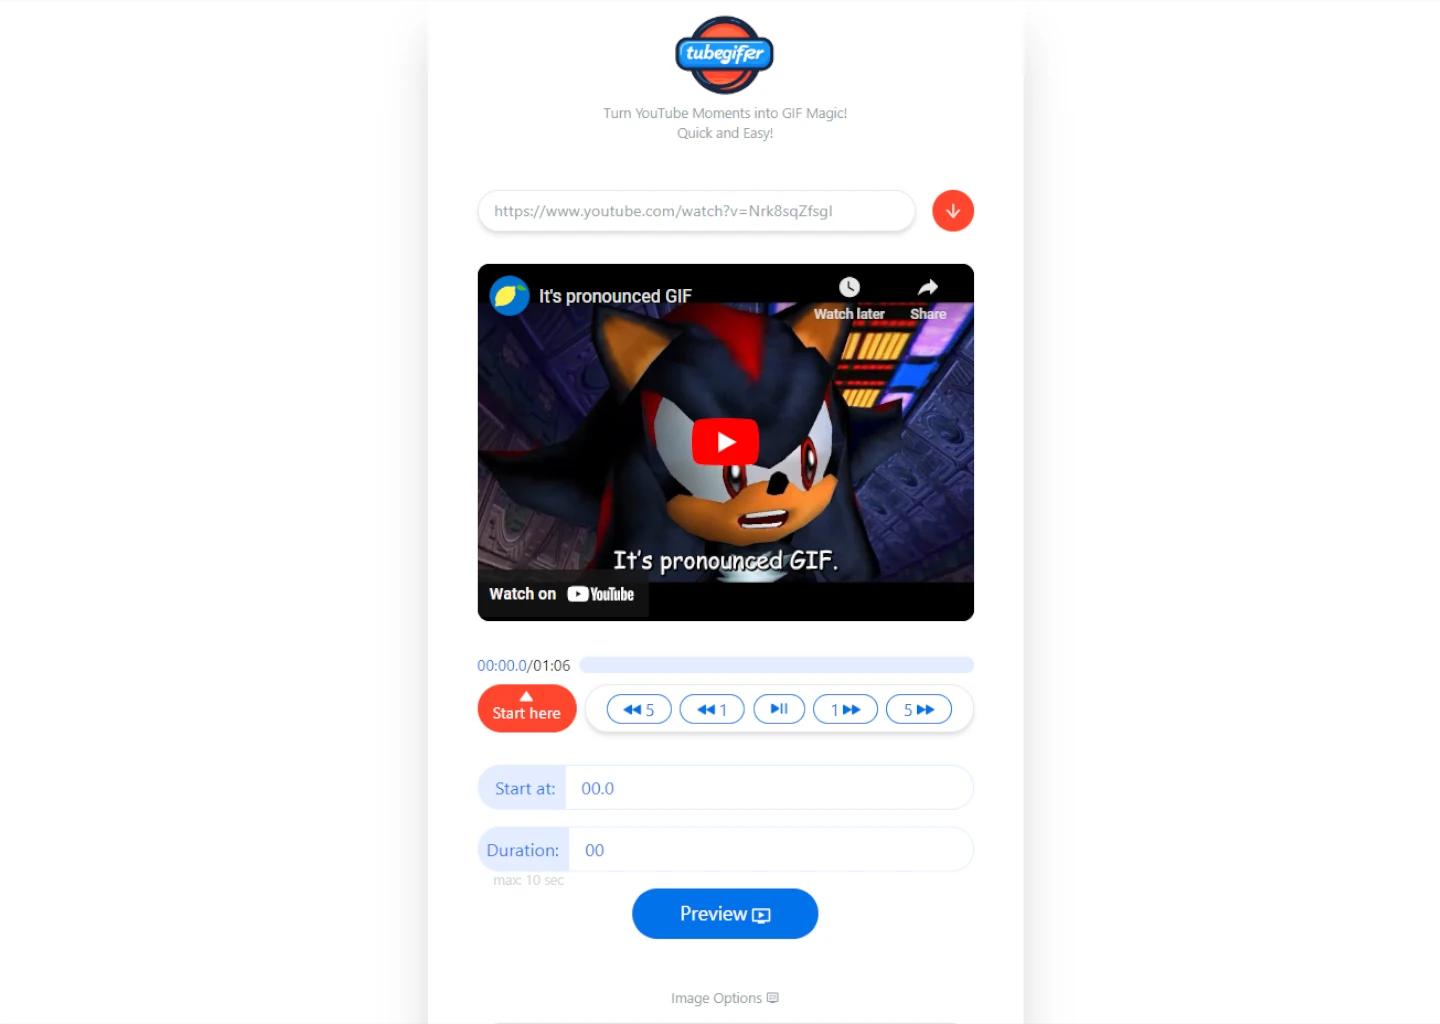 tubegifer
Turn YouTube Moments into GIF Magic!
Quick and Easy!
https://www.youtube.com/watch?v=Nrk8sqZfsgI
It's pronounced GIF
Watch later
Share
It's pronounced GIF.
Watch on YouTube
00:00.0/01:06
Start here
5
1
1
5
Start at: 00.0
Duration: 00
max: 10 sec
Preview
Image Options